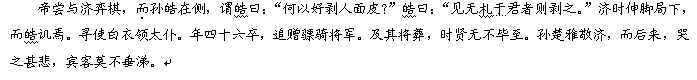 帝尝与济弈棋，而孙皓在侧，谓皓曰：“何以好剥人面皮？”皓曰：“见无札于君者则剥之。”济时伸脚局下，
而皓讥焉。寻使白衣领太仆。年四十六卒，追赠骠骑将军。及其将葬，时贤无不毕至。孙楚雅敬济，而后来，哭
之甚悲，宾客莫不垂涕。↵